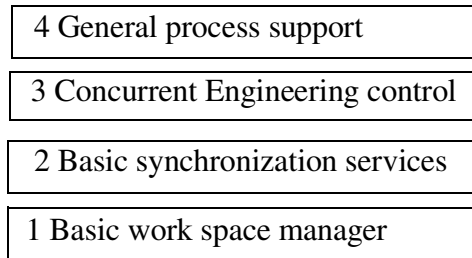 4 General process support
3 Concurrent Engineering control
2 Basic synchronization services
1 Basic work space manager